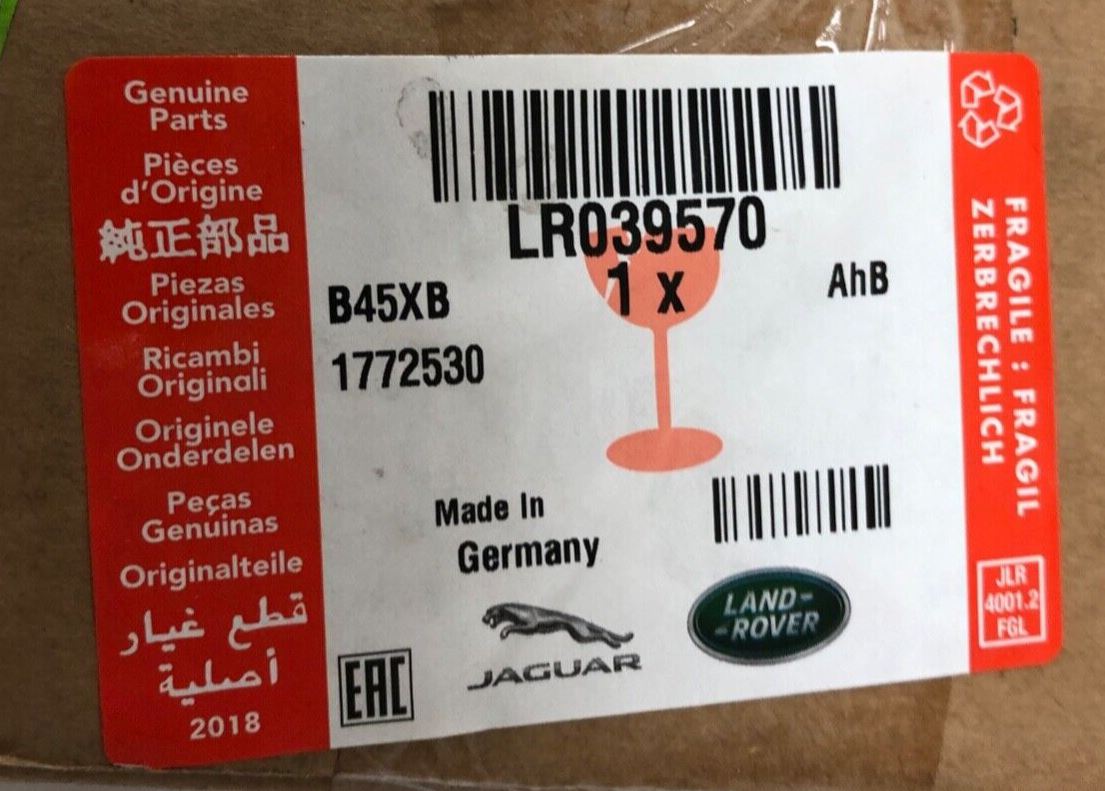 Genuine
Parts
Pièces
d'Origine
純正部品
Piezas
Originales
Ricambi
Originali
Originele
Onderdelen
Peças
Genuinas
Originalteile
قطع غيار
أصلية
2018
LR039570
1 x
AhB
B45XB
1772530
Made In
Germany
EAC
JAGUAR
LAND-
-ROVER
FRAGILE : FRAGIL
ZERBRECHLICH
JLR
4001.2
FGL